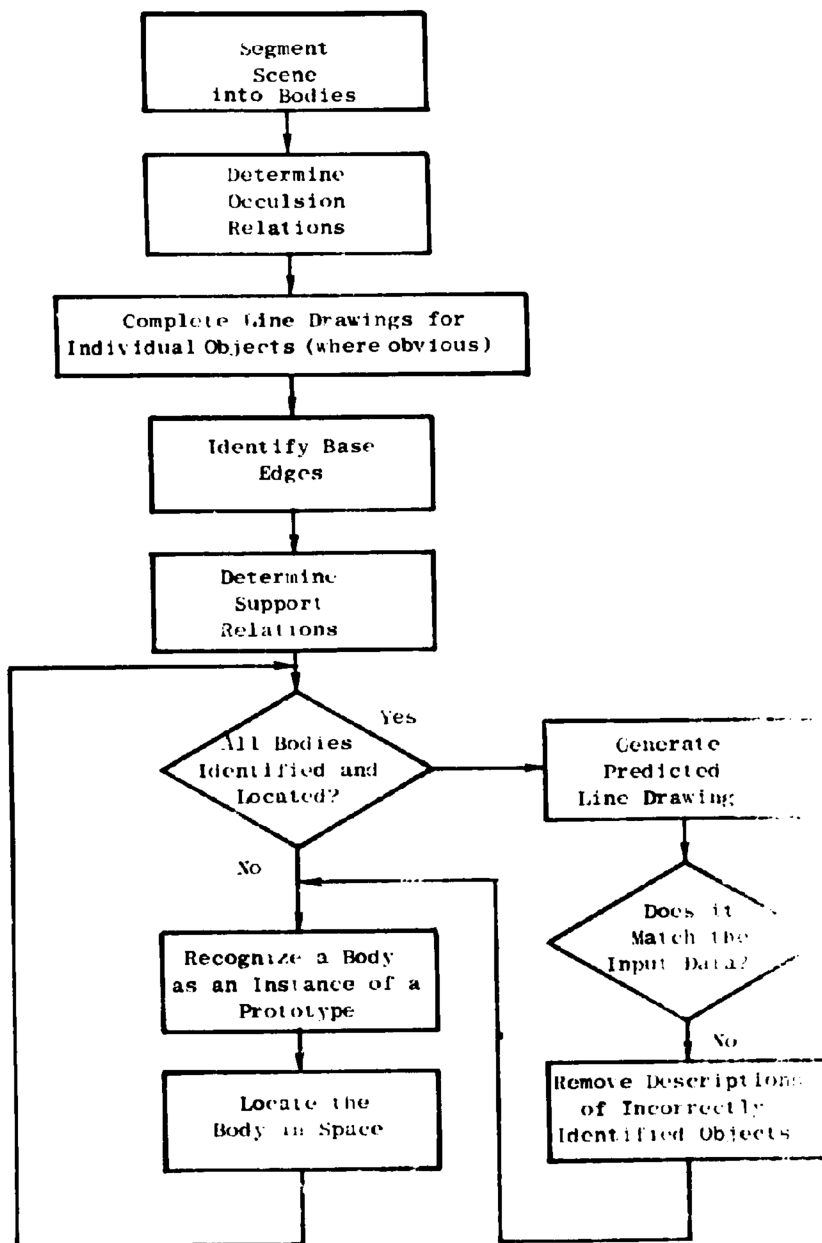 Segment
Scene
into Bodies
Determine
Occulsion
Relations
Complete Line Drawings for
Individual Objects (where obvious)
Identify Base
Edges
Determine
Support
Relations
All Bodies
Identified and
Located?
Yes
No
Generate
Predicted
Line Drawing
Does it
Match the
Input Data?
No
Recognize a Body
as an Instance of a
Prototype
Locate the
Body in Space
Remove Descriptions
of Incorrectly
Identified Objects